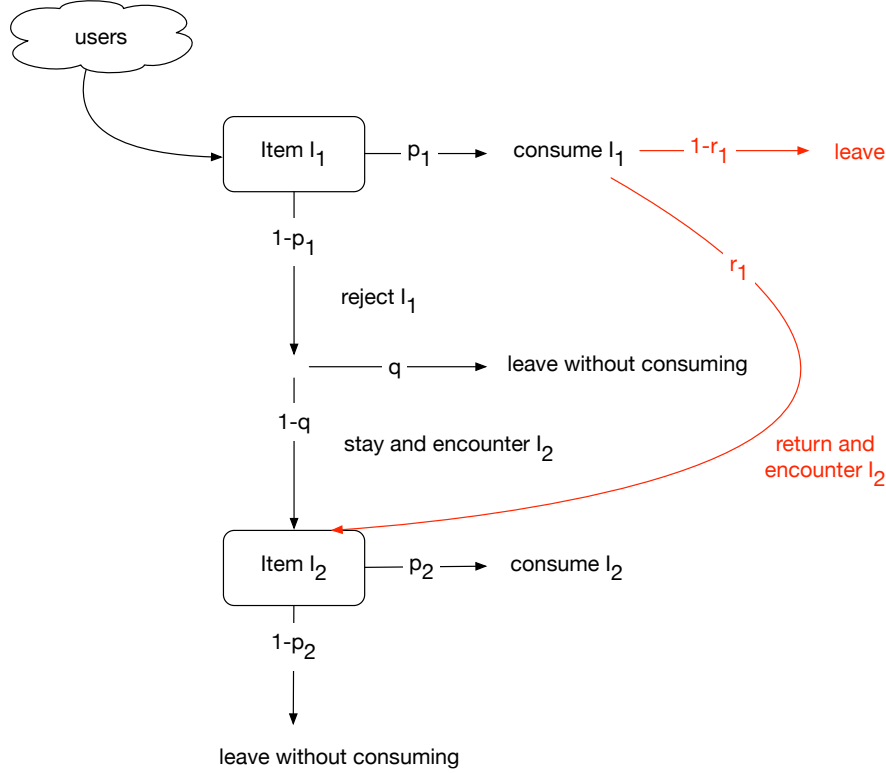 users
Item I1
p1
consume I1
1-r1
leave
1-p1
r1
reject I1
q
leave without consuming
1-q
stay and encounter I2
return and
encounter I2
Item I2
p2
consume I2
1-p2
leave without consuming